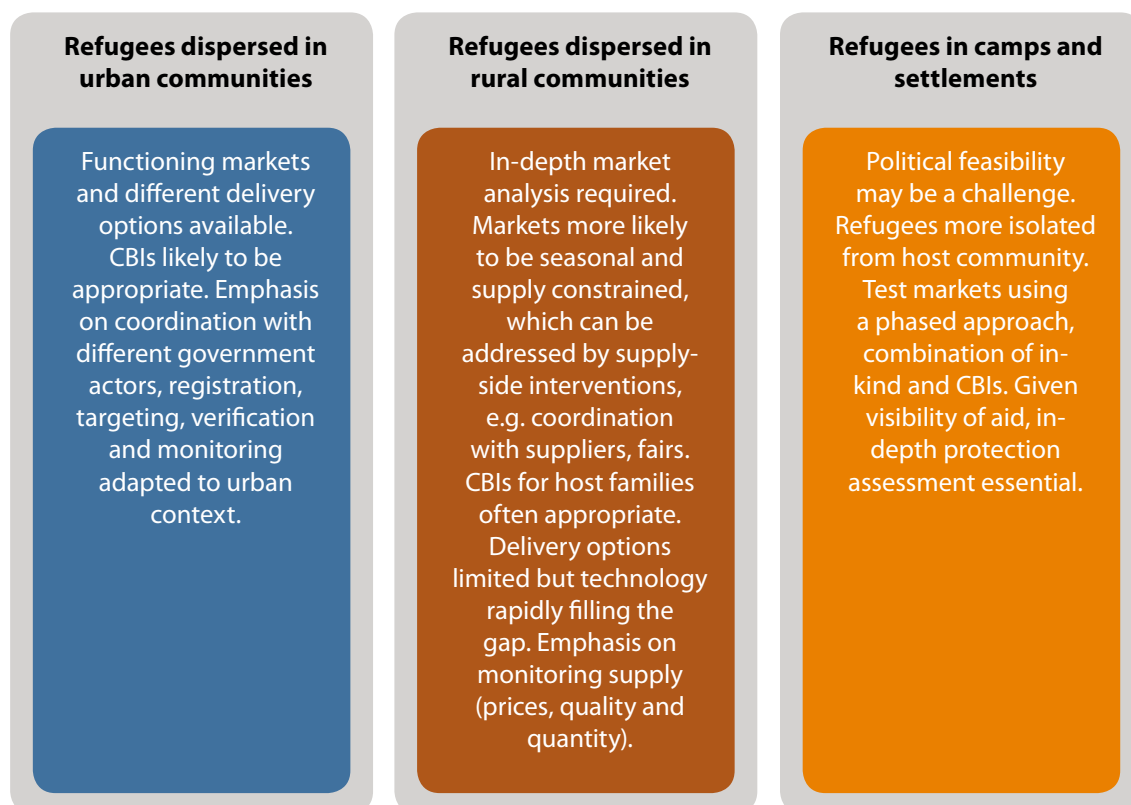 Refugees dispersed in
urban communities
Functioning markets
and different delivery
options available.
CBIs likely to be
appropriate. Emphasis
on coordination with
different government
actors, registration,
targeting, verification
and monitoring
adapted to urban
context.
Refugees dispersed in
rural communities
In-depth market
analysis required.
Markets more likely
to be seasonal and
supply constrained,
which can be
addressed by supply-
side interventions,
e.g. coordination
with suppliers, fairs.
CBIs for host families
often appropriate.
Delivery options
limited but technology
rapidly filling the
gap. Emphasis on
monitoring supply
(prices, quality and
quantity).
Refugees in camps and
settlements
Political feasibility
may be a challenge.
Refugees more isolated
from host community.
Test markets using
a phased approach,
combination of in-
kind and CBIs. Given
visibility of aid, in-
depth protection
assessment essential.